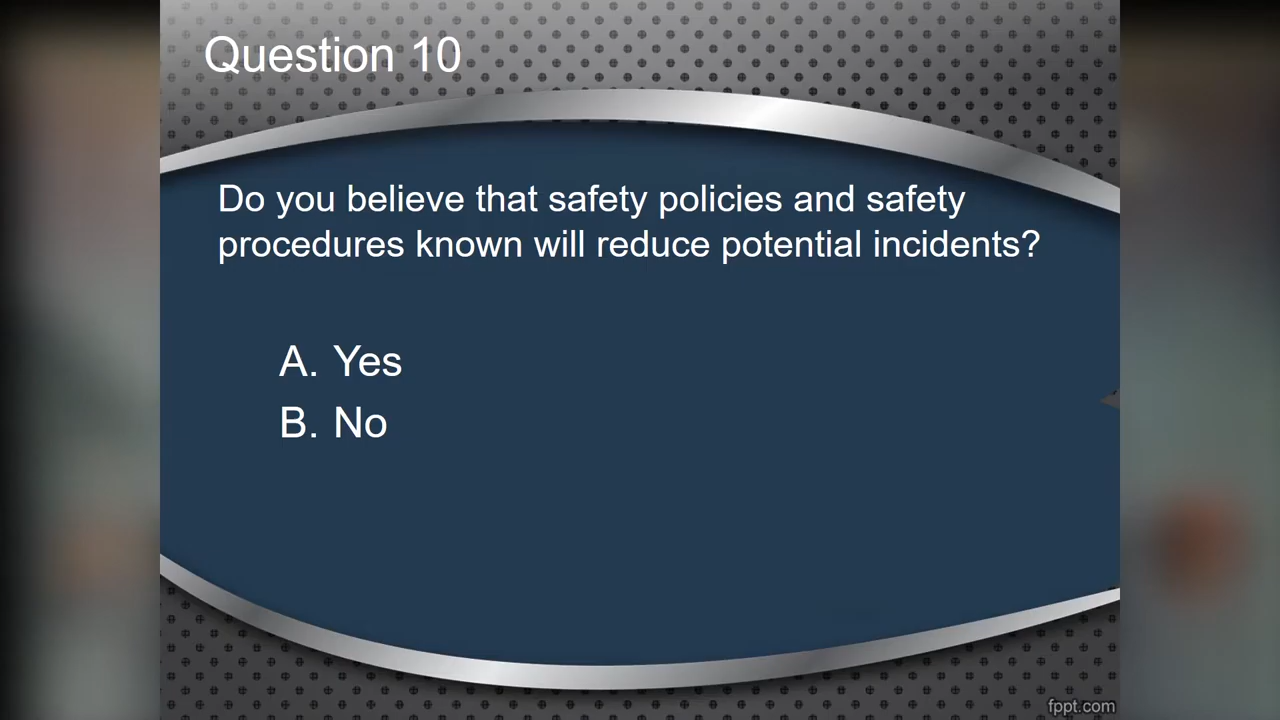 Question 10
Do you believe that safety policies and safety
procedures known will reduce potential incidents?
A. Yes
B. No
fppt.com